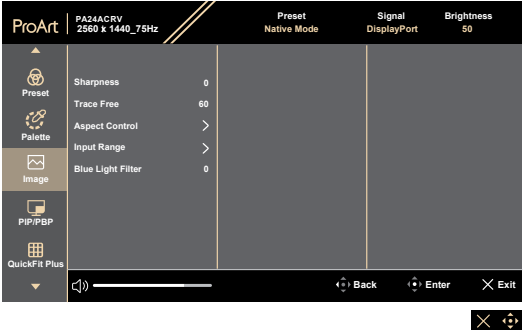 ProArt
PA24ACRV
2560 x 1440_75Hz
Preset
Native Mode
Signal
DisplayPort
Brightness
50
Preset
Palette
Image
PIP/PBP
QuickFit Plus
Sharpness 0
Trace Free 60
Aspect Control
Input Range
Blue Light Filter 0
Back
Enter
Exit